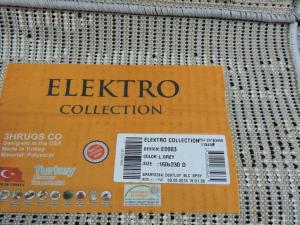 ELEKTRO
COLLECTION
3HRUGS CO
Designed in the USA
Made in Turkey
Material: Polyester
Turkey
ELEKTRO COLLECTION
DESIGN: E0003
COLOR: L.GREY
SIZE : 160x230 D